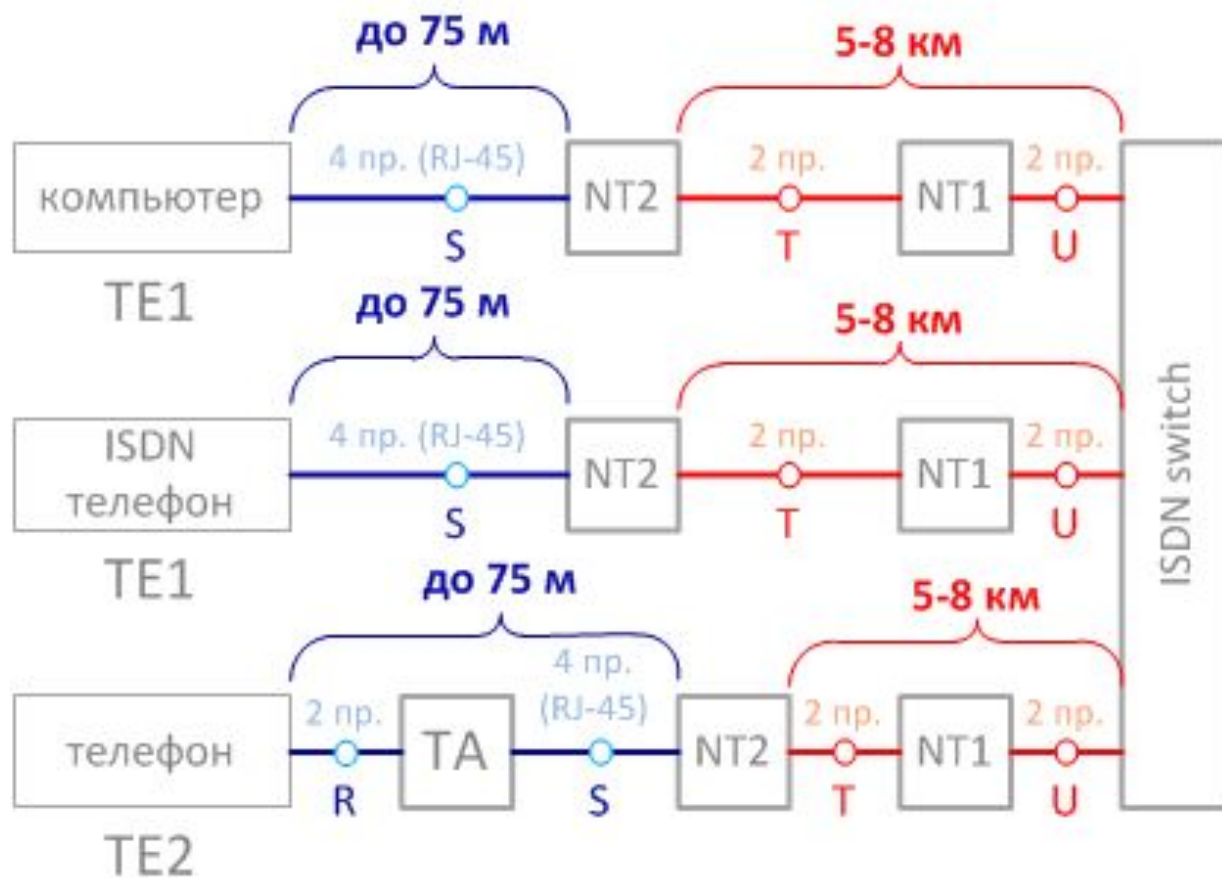 до 75 м
5-8 км
4 пр. (RJ-45)
2 пр.
2 пр.
компьютер
NT2
NT1
S
T
U
TE1
до 75 м
5-8 км
4 пр. (RJ-45)
2 пр.
2 пр.
ISDN
телефон
NT2
NT1
S
T
U
TE1
ISDN switch
до 75 м
5-8 км
4 пр.
(RJ-45)
2 пр.
2 пр.
2 пр.
телефон
TA
NT2
NT1
R
S
T
U
TE2